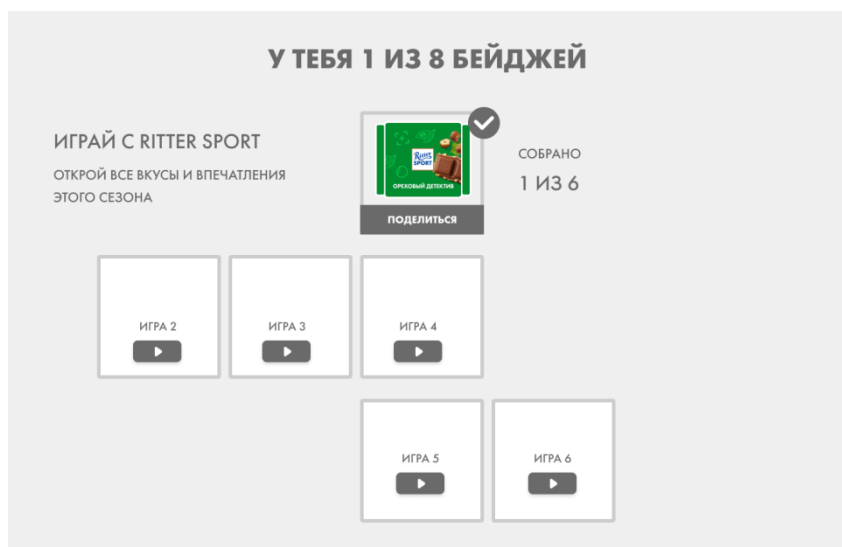 У ТЕБЯ 1 ИЗ 8 БЕЙДЖЕЙ
ИГРАЙ С RITTER SPORT
ОТКРОЙ ВСЕ ВКУСЫ И ВПЕЧАТЛЕНИЯ
ЭТОГО СЕЗОНА
Ritter
SPORT
ОРЕХОВЫЙ ДЕТЕКТИВ
ПОДЕЛИТЬСЯ
СОБРАНО
1 ИЗ 6
ИГРА 2
ИГРА 3
ИГРА 4
ИГРА 5
ИГРА 6